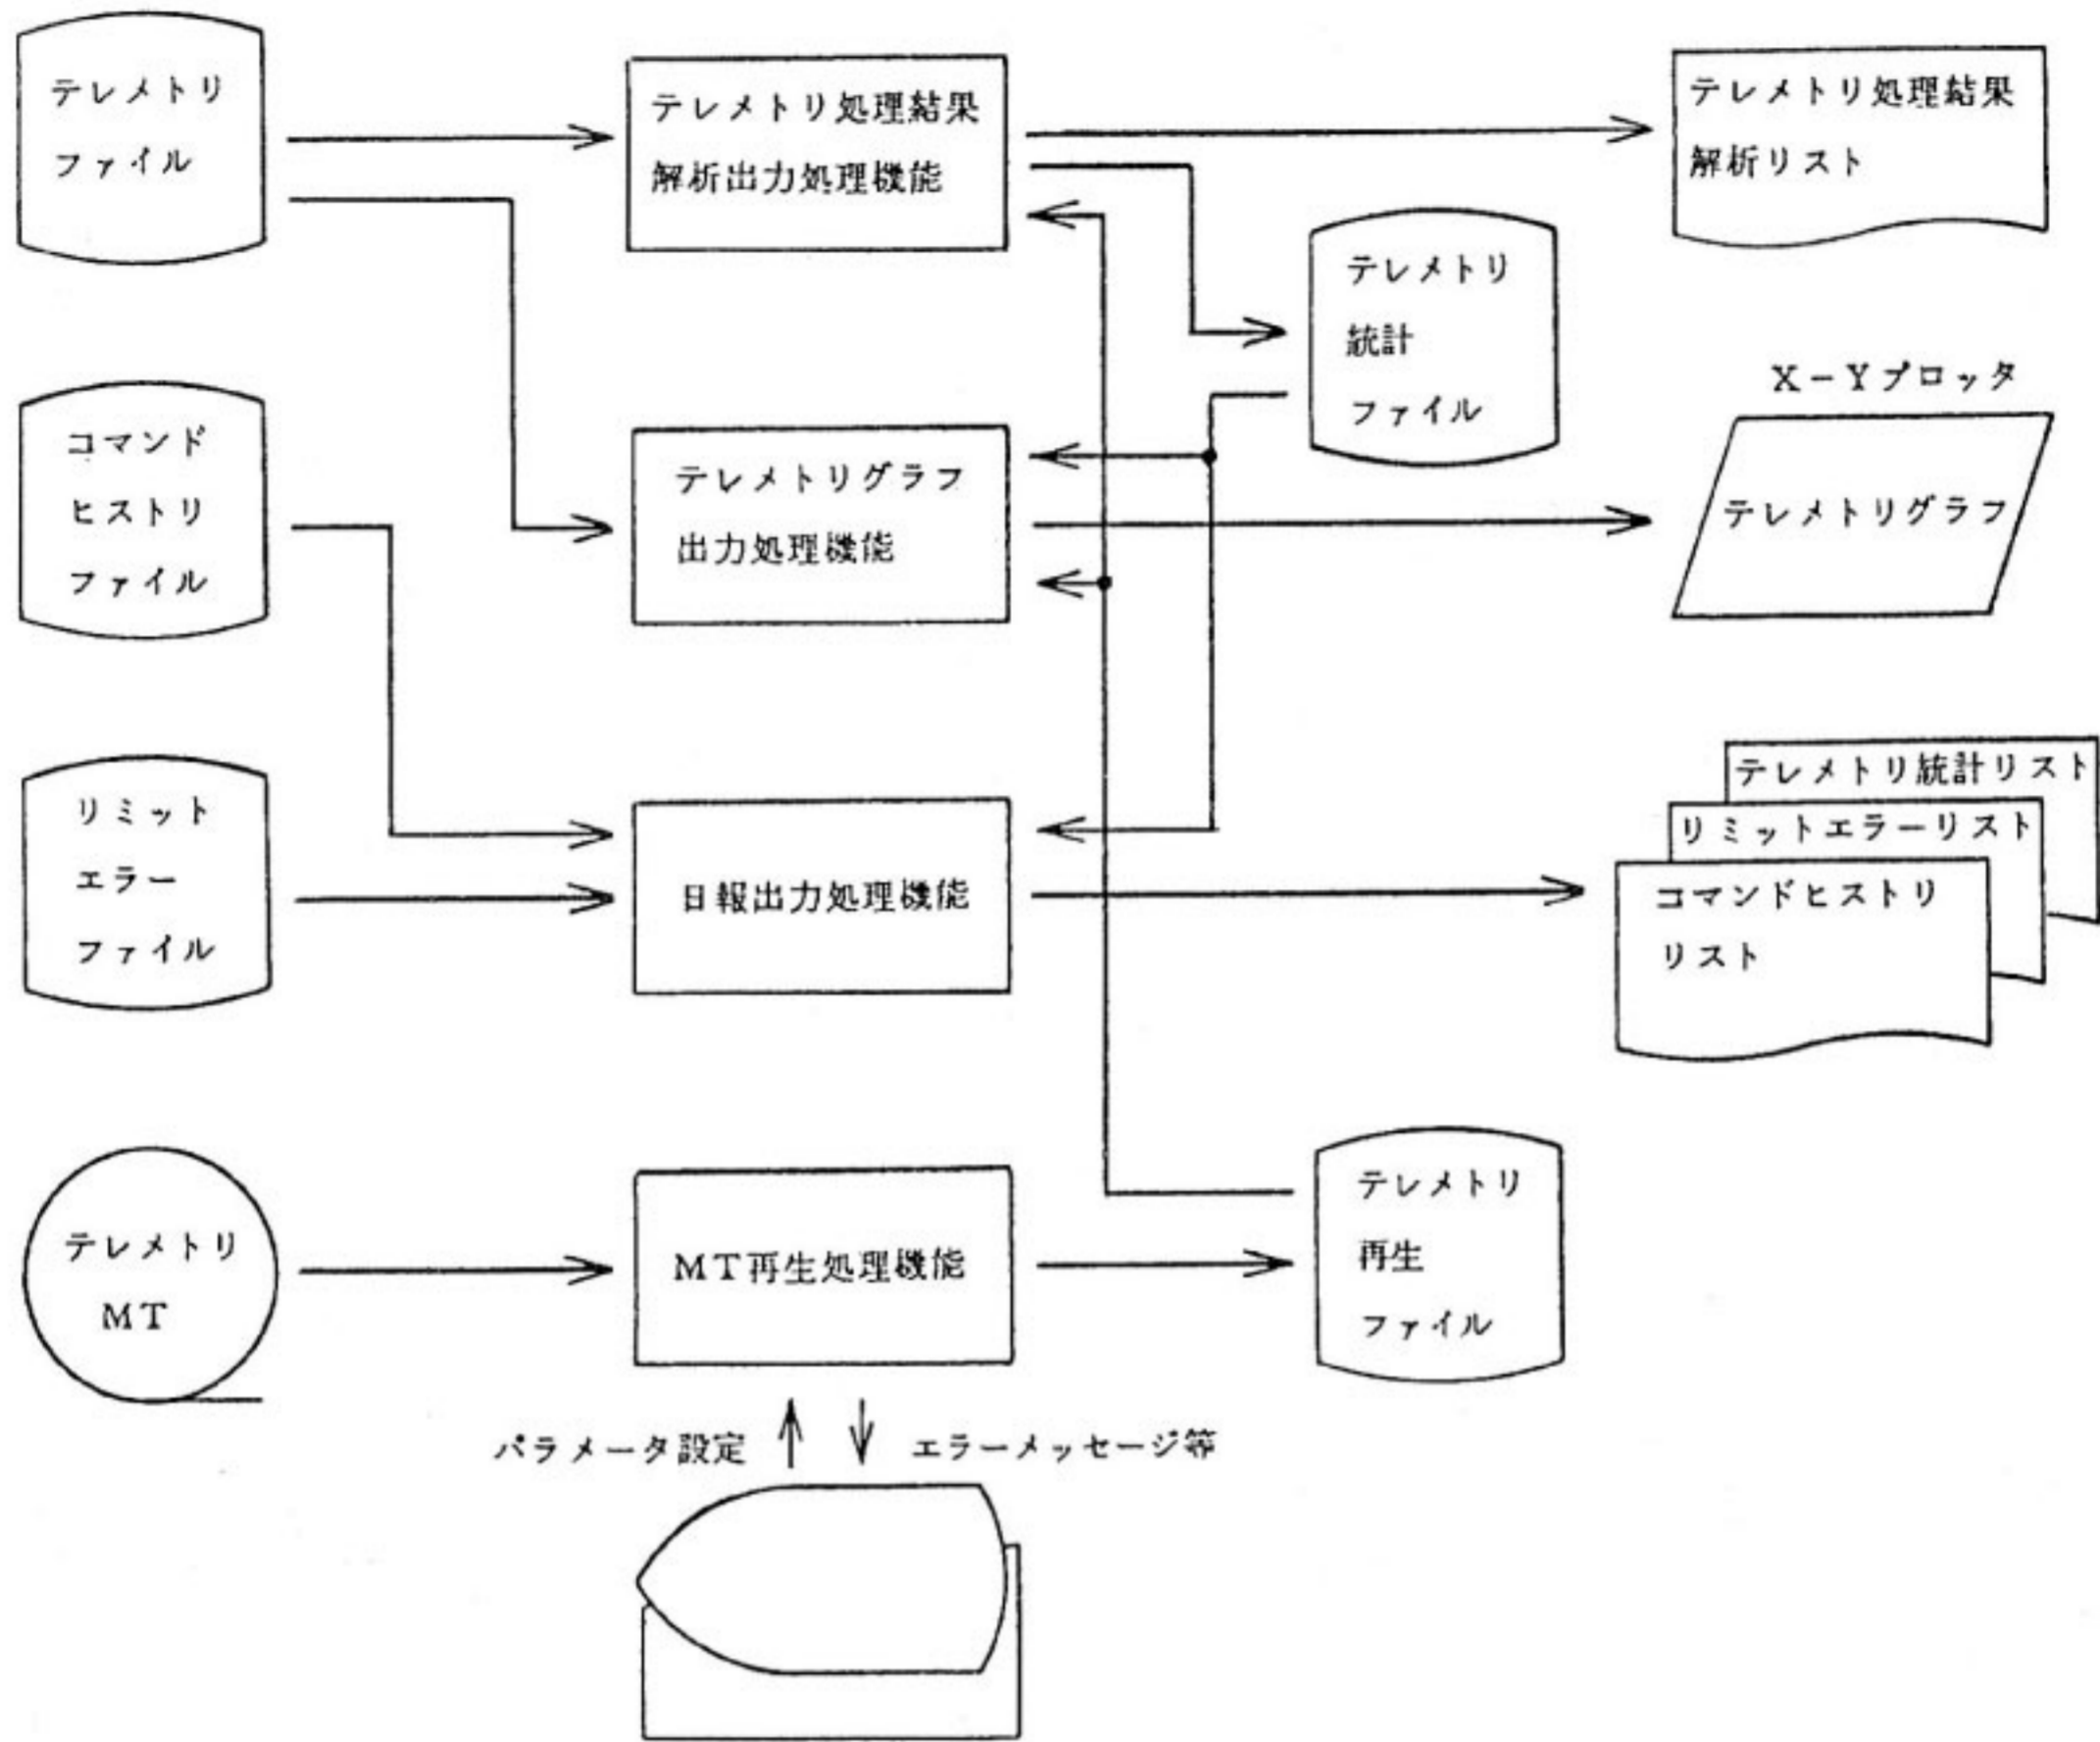 テレメトリ
ファイル
テレメトリ処理結果
解析出力処理機能
テレメトリ処理結果
解析リスト
テレメトリ
統計
ファイル
X－Yプロッタ
テレメトリグラフ
コマンド
ヒストリ
ファイル
テレメトリグラフ
出力処理機能
リミット
エラー
ファイル
日報出力処理機能
テレメトリ統計リスト
リミットエラーリスト
コマンドヒストリ
リスト
テレメトリ
MT
MT再生処理機能
テレメトリ
再生
ファイル
パラメータ設定
エラーメッセージ等